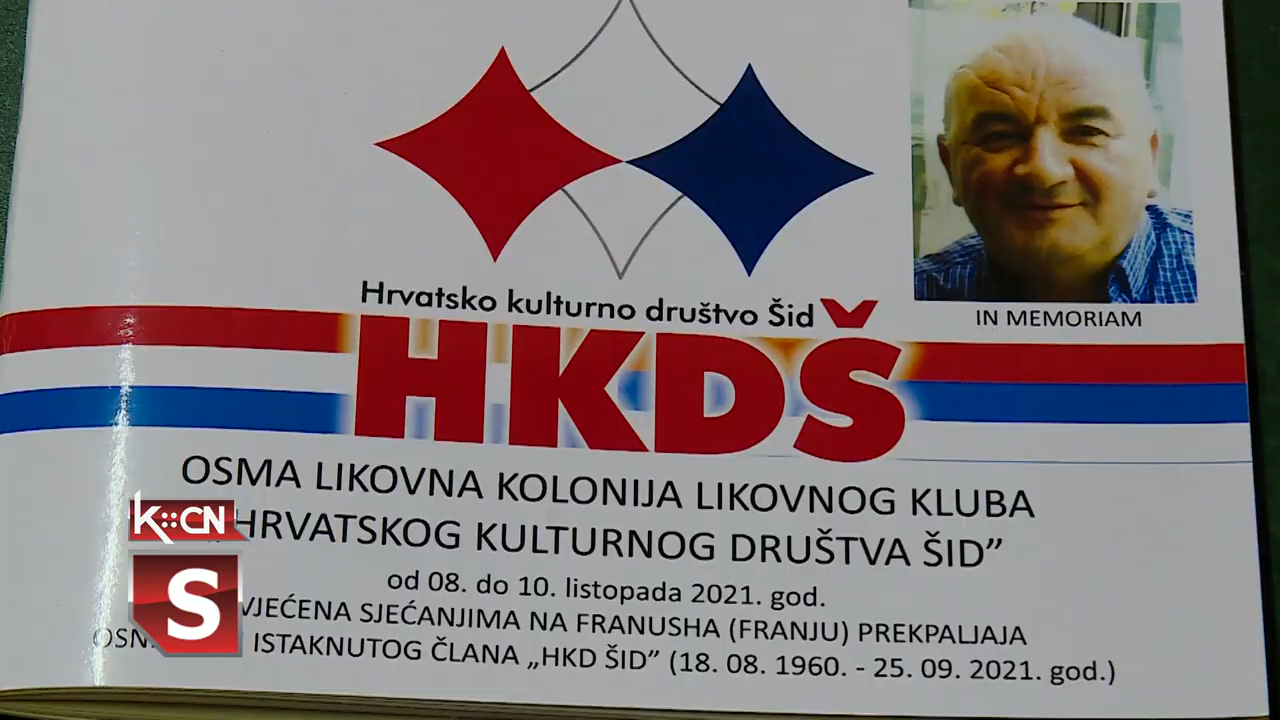 Hrvatsko kulturno društvo Šid
IN MEMORIAM
HKDŠ
OSMA LIKOVNA KOLONIJA LIKOVNOG KLUBA
„HRVATSKOG KULTURNOG DRUŠTVA ŠID”
od 08. do 10. listopada 2021. god.
VJEĆENA SJEĆANJIMA NA FRANUSHA (FRANJU) PREKPALJAJA
OSN ISTAKNUTOG ČLANA „HKD ŠID” (18. 08. 1960. - 25. 09. 2021. god.)
K::CN
S